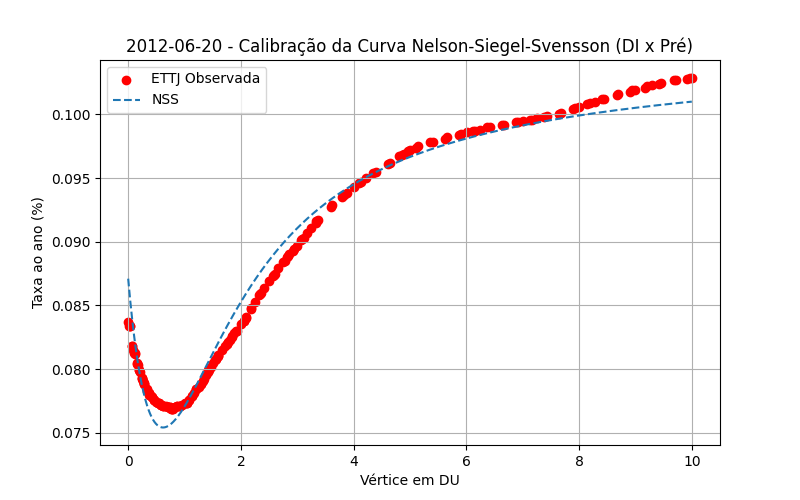 2012-06-20 - Calibração da Curva Nelson-Siegel-Svensson (DI x Pré)
ETTJ Observada
NSS
Taxa ao ano (%)
0.100
0.095
0.090
0.085
0.080
0.075
0 2 4 6 8 10
Vértice em DU